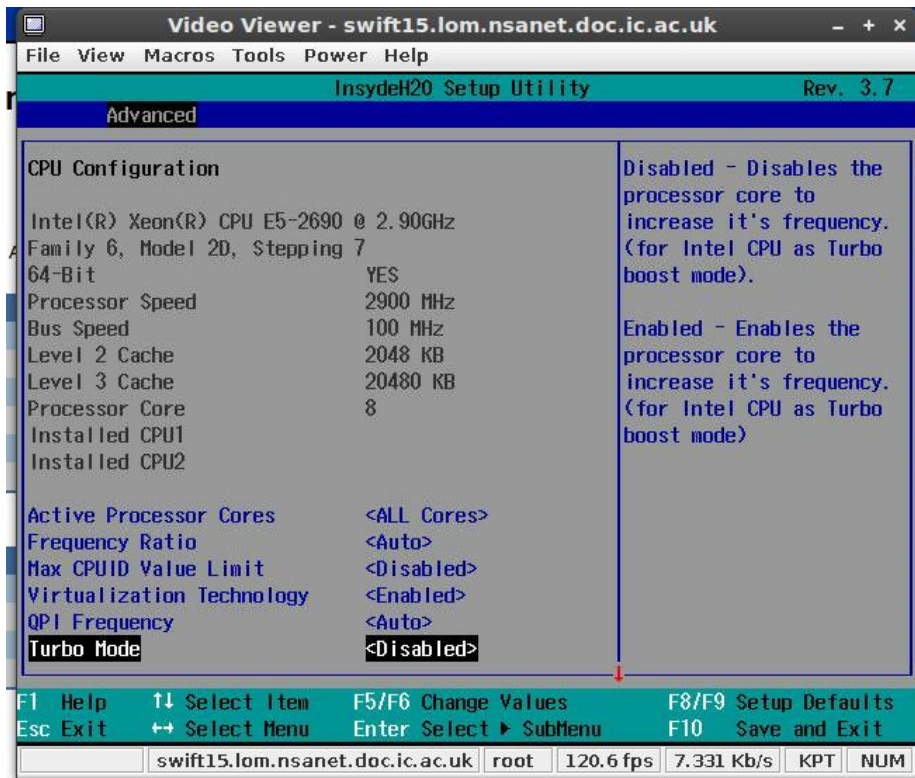 Video Viewer - swift15.lom.nsanet.doc.ic.ac.uk
File View Macros Tools Power Help
InsydeH20 Setup Utility Rev. 3.7
Advanced
CPU Configuration
Intel(R) Xeon(R) CPU E5-2690 @ 2.90GHz
Family 6, Model 2D, Stepping 7
64-Bit YES
Processor Speed 2900 MHz
Bus Speed 100 MHz
Level 2 Cache 2048 KB
Level 3 Cache 20480 KB
Processor Core 8
Installed CPU1
Installed CPU2
Active Processor Cores <ALL Cores>
Frequency Ratio <Auto>
Max CPUID Value Limit <Disabled>
Virtualization Technology <Enabled>
QPI Frequency <Auto>
Turbo Mode <Disabled>
Disabled - Disables the
processor core to
increase it's frequency.
(for Intel CPU as Turbo
boost mode).
Enabled - Enables the
processor core to
increase it's frequency.
(for Intel CPU as Turbo
boost mode)
F1 Help ↑↓ Select Item F5/F6 Change Values F8/F9 Setup Defaults
Esc Exit ↔ Select Menu Enter Select ▶ SubMenu F10 Save and Exit
swift15.lom.nsanet.doc.ic.ac.uk root 120.6 fps 7.331 Kb/s KPT NUM